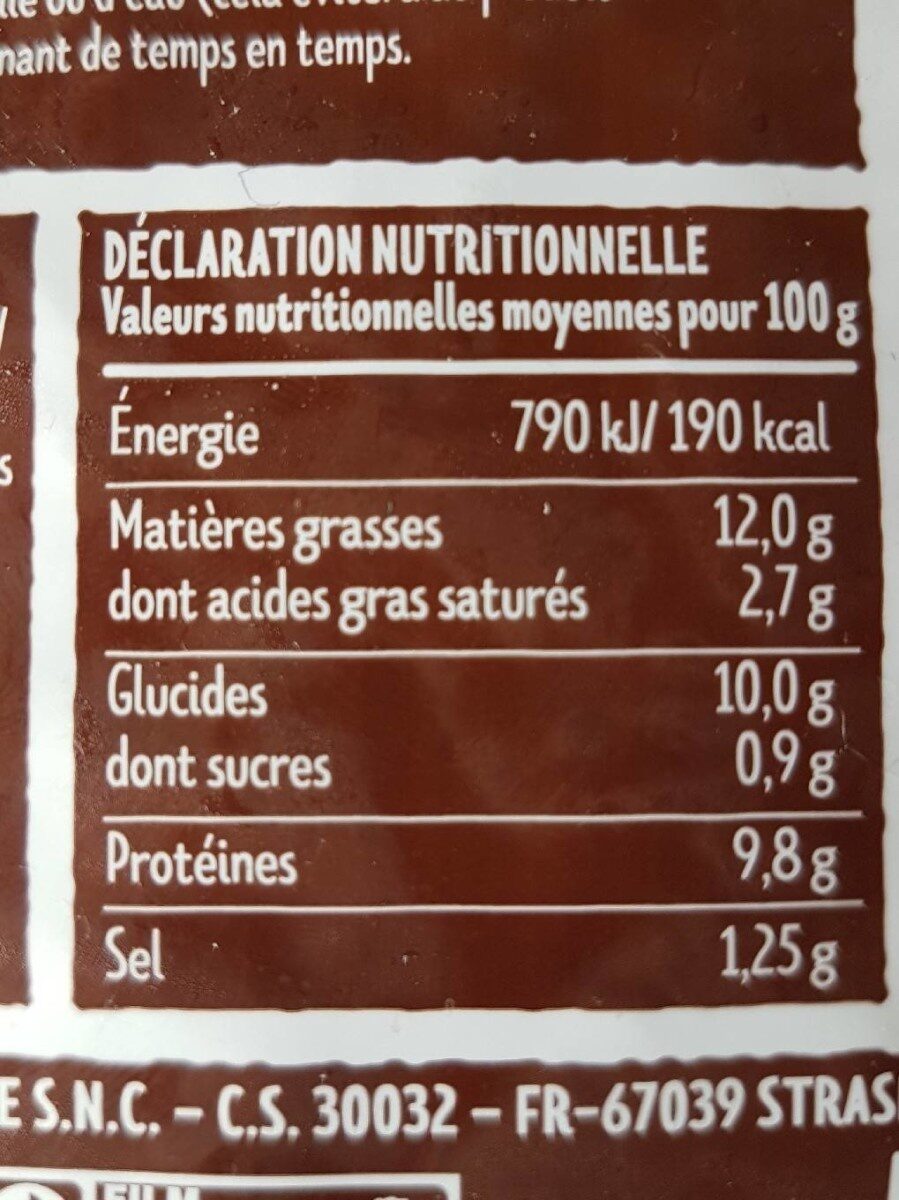 nant de temps en temps.
DÉCLARATION NUTRITIONNELLE
Valeurs nutritionnelles moyennes pour 100 g
Énergie 790 kJ/ 190 kcal
Matières grasses 12,0 g
dont acides gras saturés 2,7 g
Glucides 10,0 g
dont sucres 0,9 g
Protéines 9,8 g
Sel 1,25 g
E S.N.C. – C.S. 30032 – FR-67039 STRAS
FILM